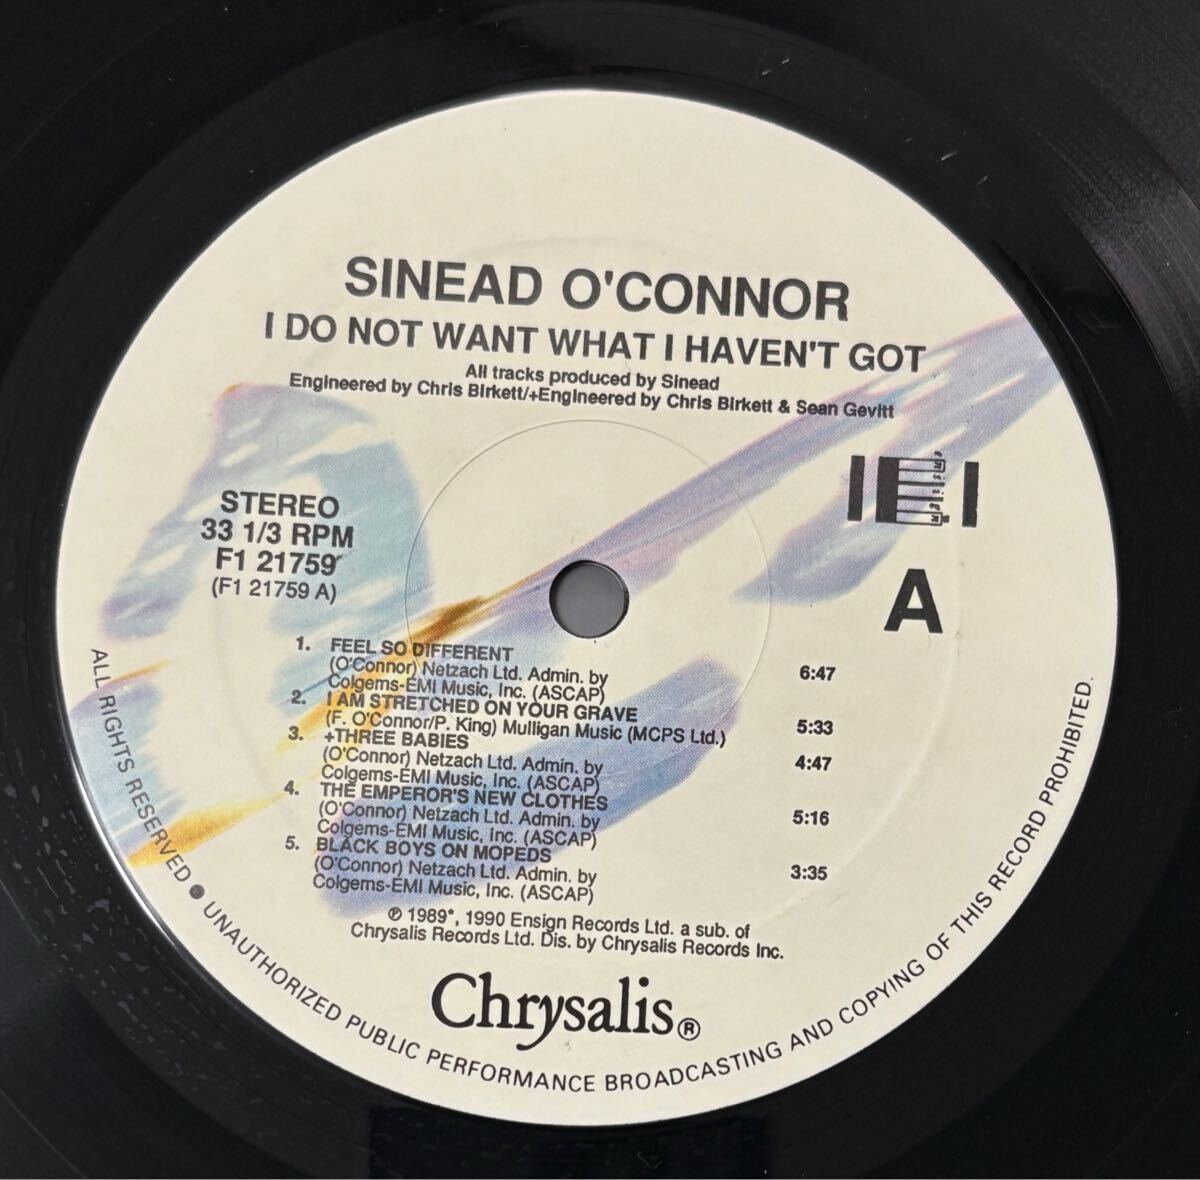 SINEAD O'CONNOR
I DO NOT WANT WHAT I HAVEN'T GOT
All tracks produced by Sinead
Engineered by Chris Birkett/+Engineered by Chris Birkett & Sean Gevitt
STEREO
33 1/3 RPM
F1 21759
(F1 21759 A)
ensign
A
1. FEEL SO DIFFERENT
(O'Connor) Netzach Ltd. Admin. by
Colgems-EMI Music, Inc. (ASCAP) 6:47
2. I AM STRETCHED ON YOUR GRAVE
(F. O'Connor/P. King) Mulligan Music (MCPS Ltd.) 5:33
3. +THREE BABIES
(O'Connor) Netzach Ltd. Admin. by 4:47
Colgems-EMI Music, Inc. (ASCAP)
4. THE EMPEROR'S NEW CLOTHES
(O'Connor) Netzach Ltd. Admin. by 5:16
Colgems-EMI Music, Inc. (ASCAP)
5. BLACK BOYS ON MOPEDS
(O'Connor) Netzach Ltd. Admin. by 3:35
Colgems-EMI Music, Inc. (ASCAP)
℗ 1989*, 1990 Ensign Records Ltd. a sub. of
Chrysalis Records Ltd. Dis. by Chrysalis Records Inc.
Chrysalis®
ALL RIGHTS RESERVED ● UNAUTHORIZED PUBLIC PERFORMANCE BROADCASTING AND COPYING OF THIS RECORD PROHIBITED.